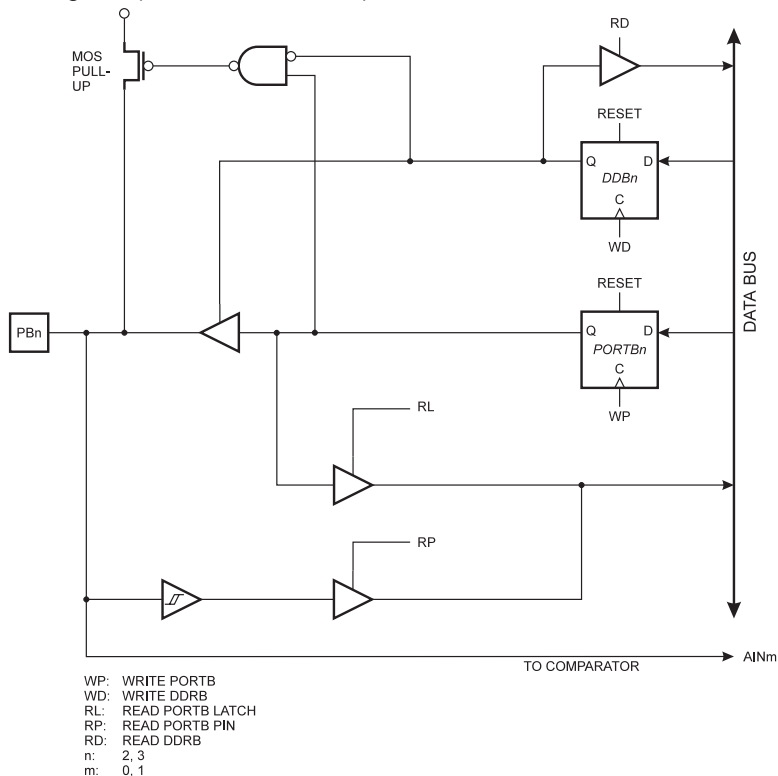 RD
MOS
PULL-
UP
RESET
Q
D
DDBn
C
WD
RESET
DATA BUS
PBn
Q
D
PORTBn
C
WP
RL
RP
TO COMPARATOR
AINm
WP: WRITE PORTB
WD: WRITE DDRB
RL: READ PORTB LATCH
RP: READ PORTB PIN
RD: READ DDRB
n: 2, 3
m: 0, 1